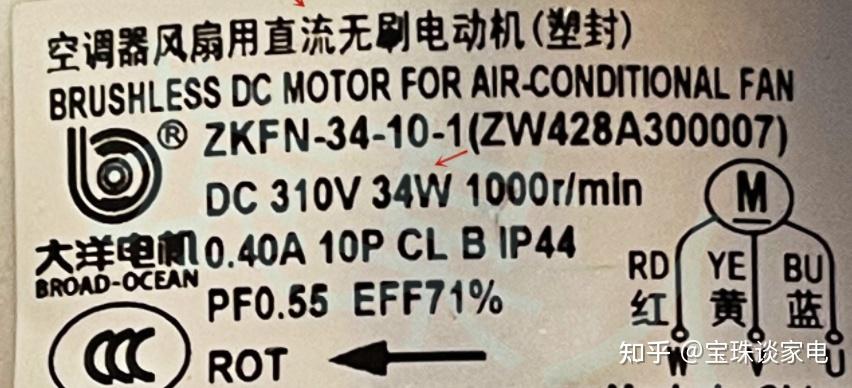 空调器风扇用直流无刷电动机(塑封)
BRUSHLESS DC MOTOR FOR AIR-CONDITIONAL FAN
® ZKFN-34-10-1(ZW428A300007)
DC 310V 34W 1000r/min
M
大洋电机 0.40A 10P CL B IP44
BROAD-OCEAN
RD YE BU
红 黄 蓝
PF0.55 EFF71%
CCC ROT
W V U
知乎 @宝珠谈家电